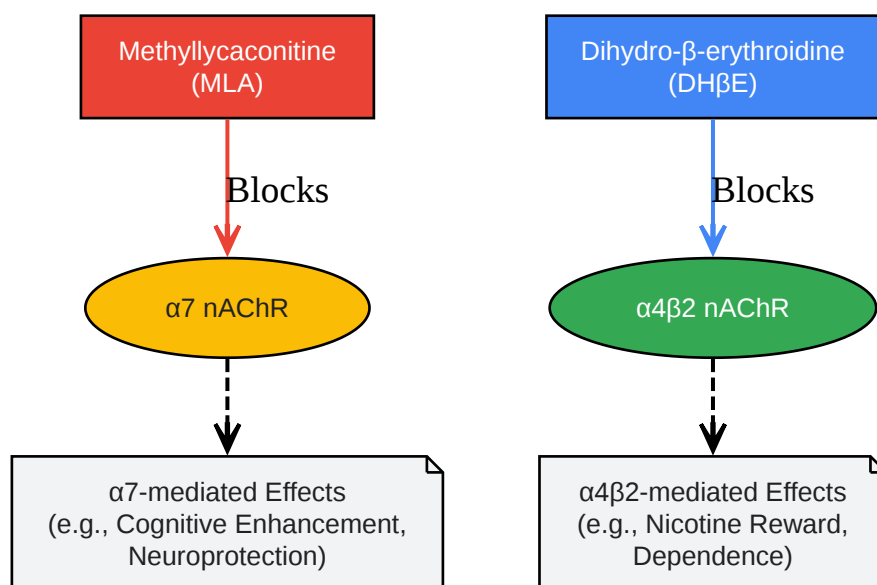 Methyllycaconitine
(MLA)
Dihydro-β-erythroidine
(DHβE)
Blocks
Blocks
α7 nAChR
α4β2 nAChR
α7-mediated Effects
(e.g., Cognitive Enhancement,
Neuroprotection)
α4β2-mediated Effects
(e.g., Nicotine Reward,
Dependence)